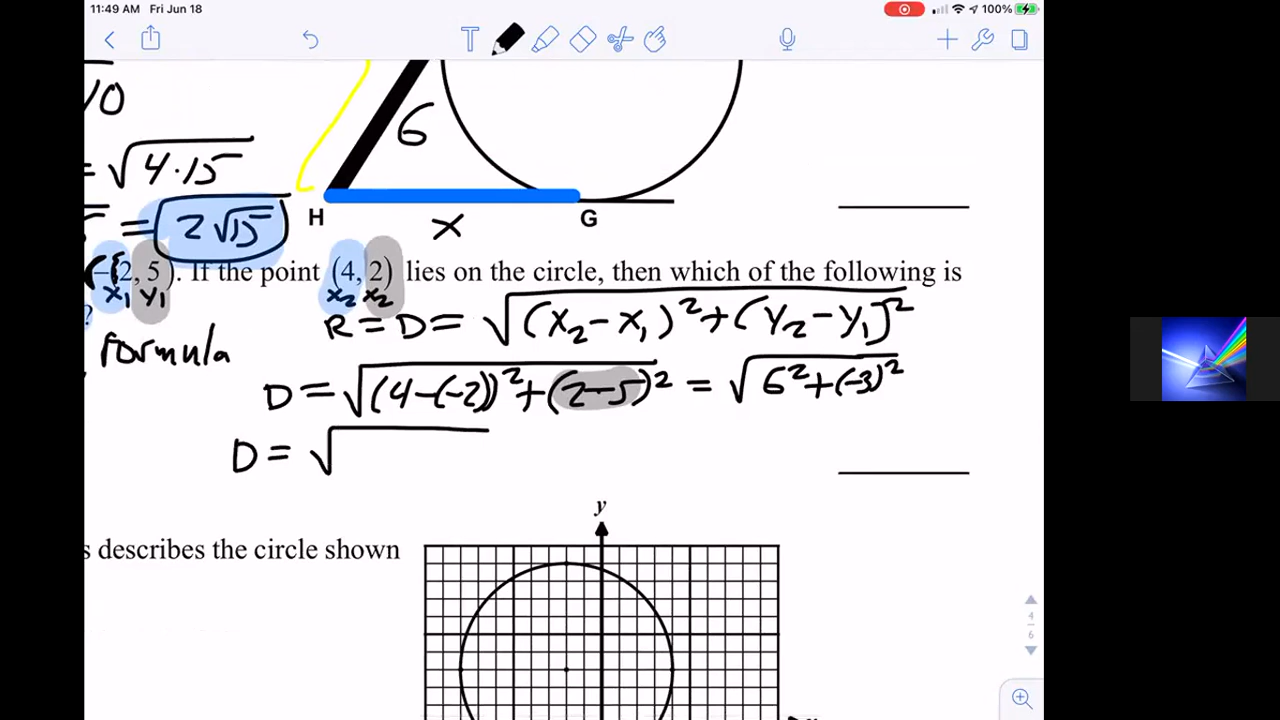 11:49 AM Fri Jun 18
100%
T
10
6
= √4·15
= 2√15
H
x
G
(-2, 5). If the point (4, 2) lies on the circle, then which of the following is
x₁ y₁ x₂ x₂
?
formula
R = D = √(x₂-x₁)²+(y₂-y₁]²
D = √(4-(-2))²+(2-5)² = √6²+(-3)²
D = √
y
s describes the circle shown
4
6